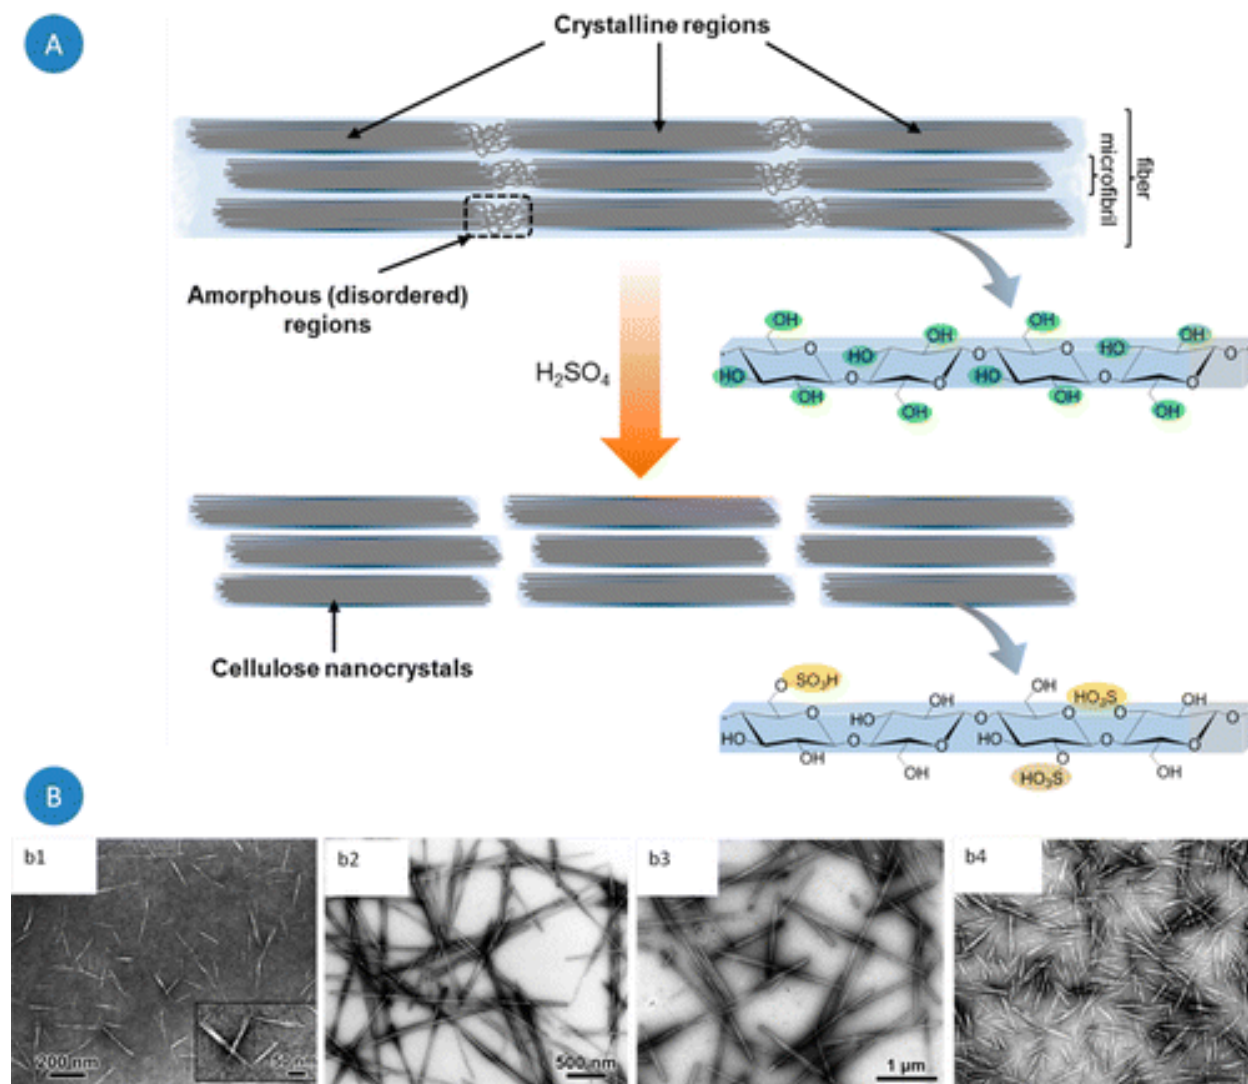 A
Crystalline regions
fiber
microfibril
Amorphous (disordered)
regions
H₂SO₄
OH
OH
OH
OH
O
HO
O
HO
O
HO
O
HO
O
O
O
O
OH
OH
OH
OH
Cellulose nanocrystals
SO₃H
O
OH
OH
HO₃S
O
O
OH
O
O
HO
O
HO
O
O
HO
O
O
OH
OH
O
HO₃S
OH
B
b1
b2
b3
b4
200 nm
500 nm
1 µm